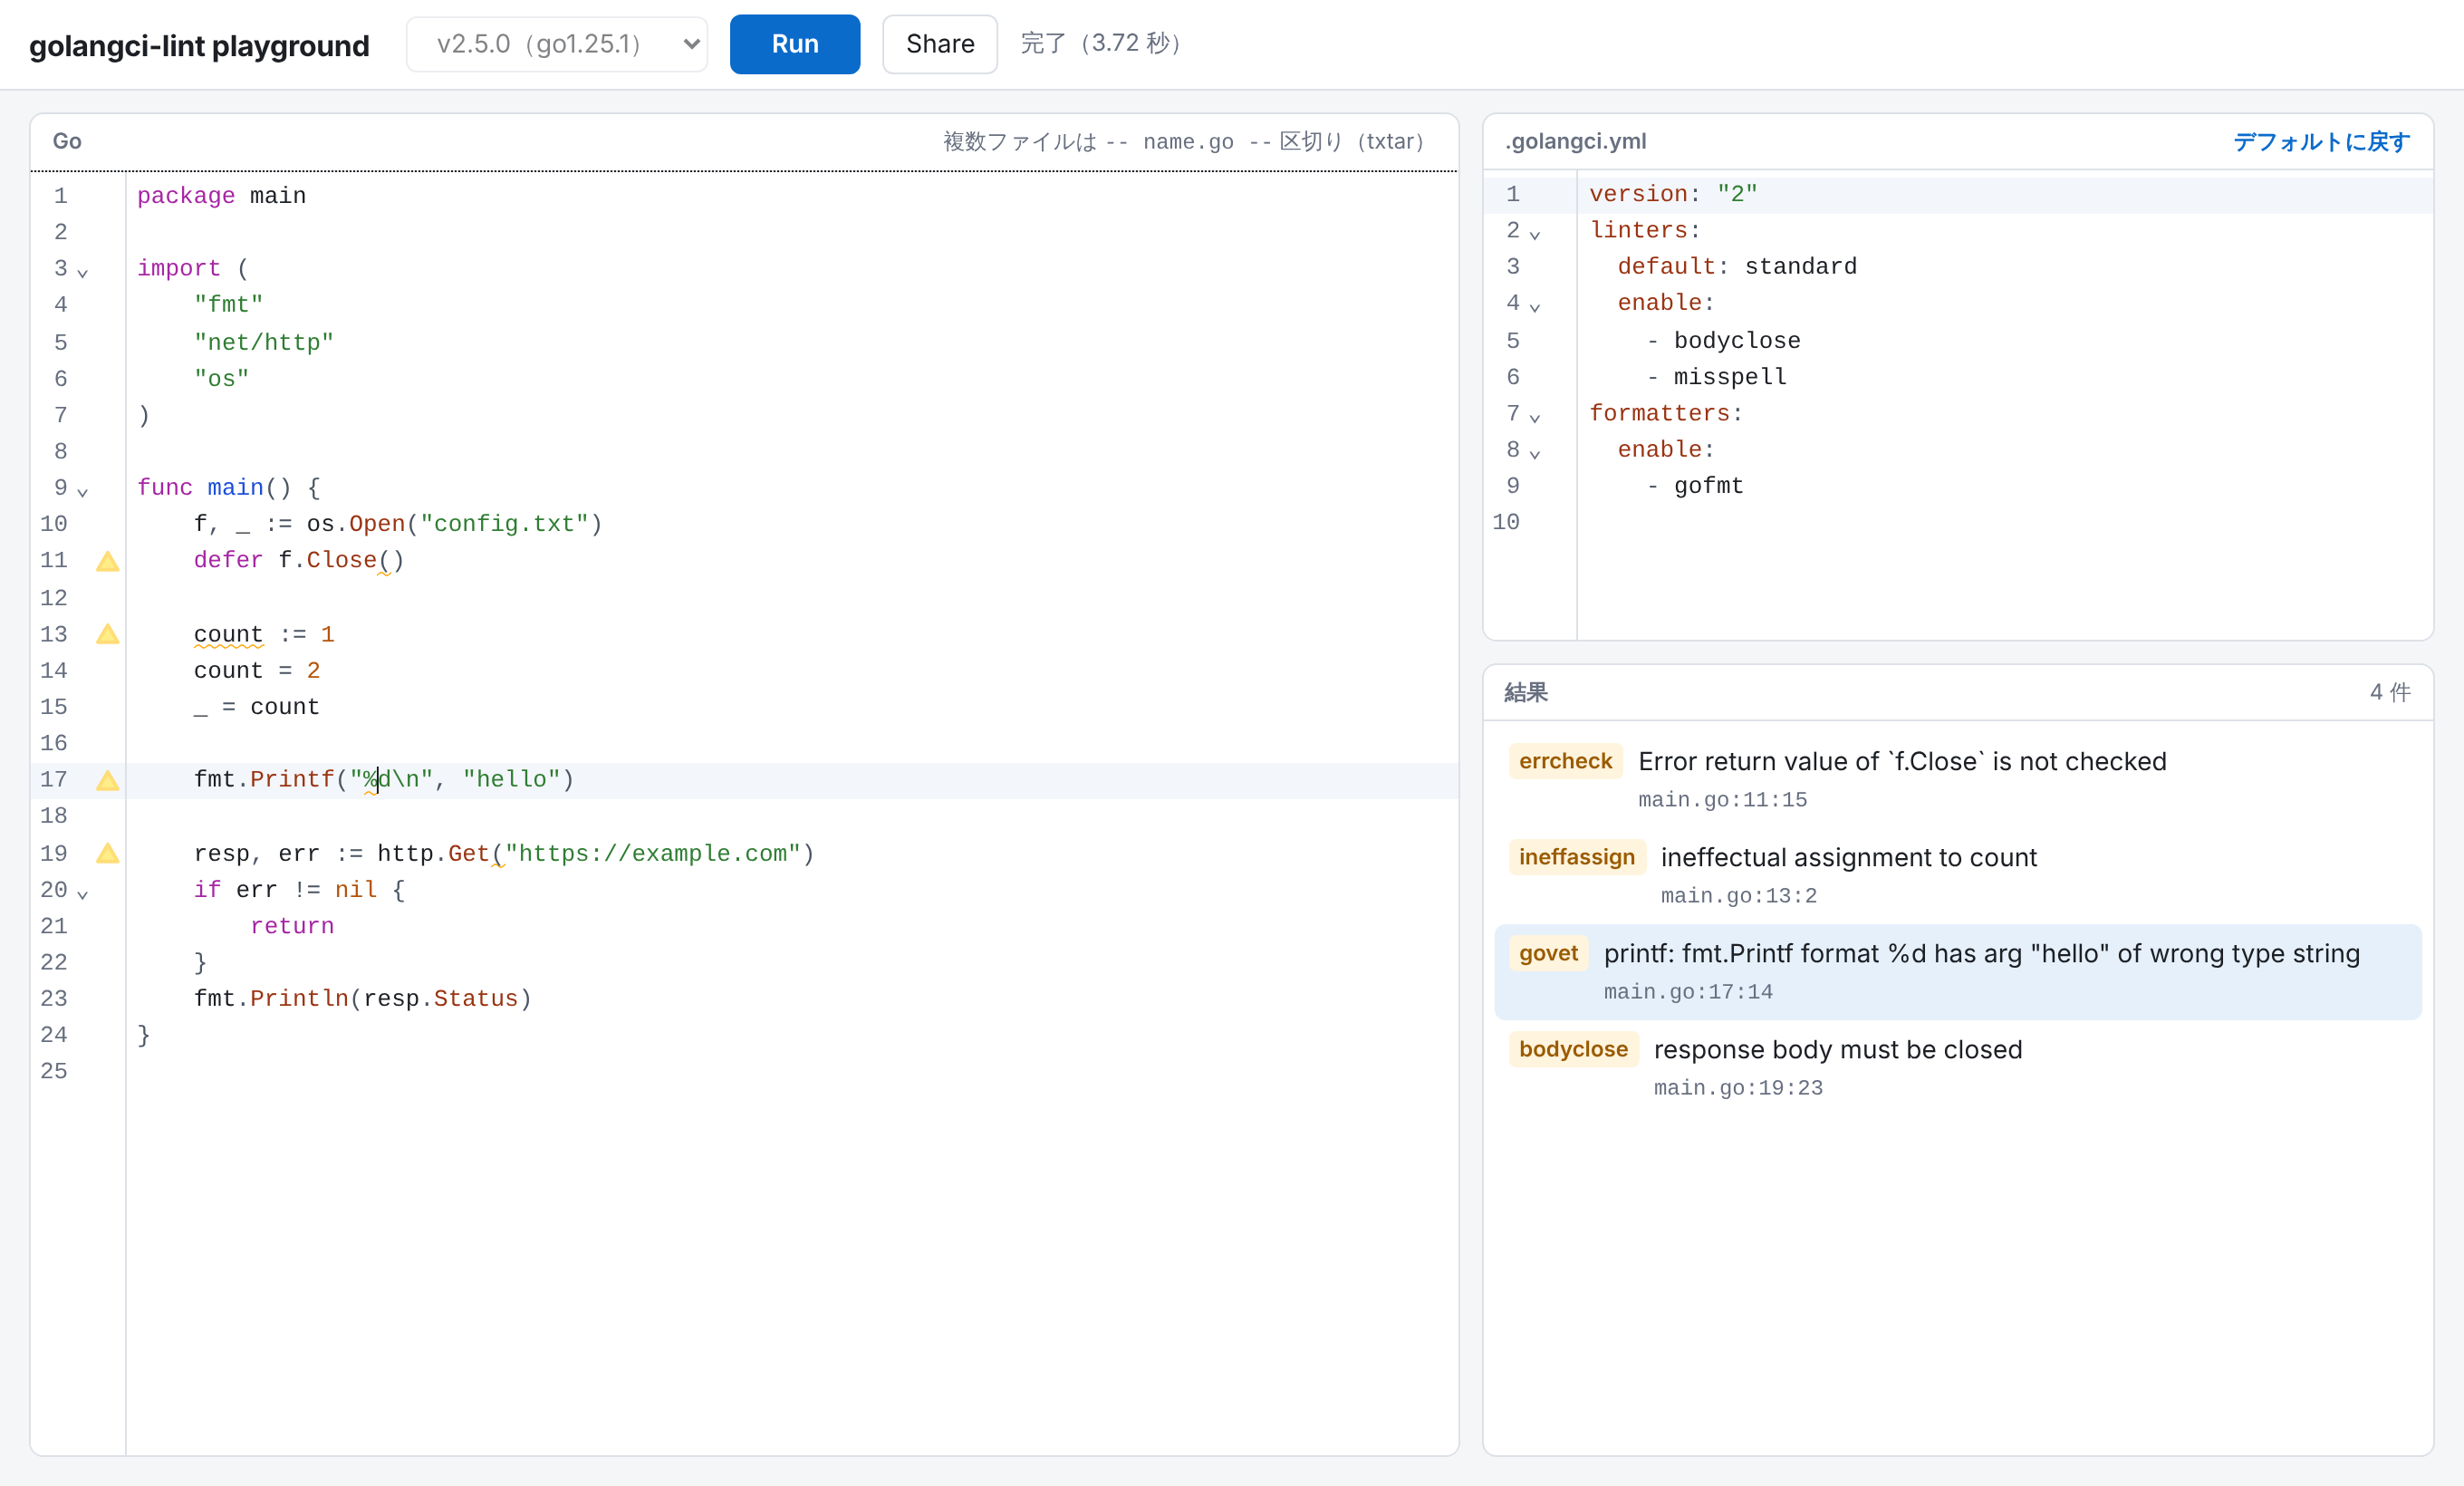 golangci-lint playground v2.5.0（go1.25.1） Run Share 完了（3.72 秒）
Go 複数ファイルは -- name.go -- 区切り（txtar）
1 package main
2
3 import (
4     "fmt"
5     "net/http"
6     "os"
7 )
8
9 func main() {
10     f, _ := os.Open("config.txt")
11     defer f.Close()
12
13     count := 1
14     count = 2
15     _ = count
16
17     fmt.Printf("%d\n", "hello")
18
19     resp, err := http.Get("https://example.com")
20     if err != nil {
21         return
22     }
23     fmt.Println(resp.Status)
24 }
25
.golangci.yml デフォルトに戻す
1 version: "2"
2 linters:
3   default: standard
4   enable:
5     - bodyclose
6     - misspell
7 formatters:
8   enable:
9     - gofmt
10
結果 4 件
errcheck Error return value of `f.Close` is not checked
main.go:11:15
ineffassign ineffectual assignment to count
main.go:13:2
govet printf: fmt.Printf format %d has arg "hello" of wrong type string
main.go:17:14
bodyclose response body must be closed
main.go:19:23